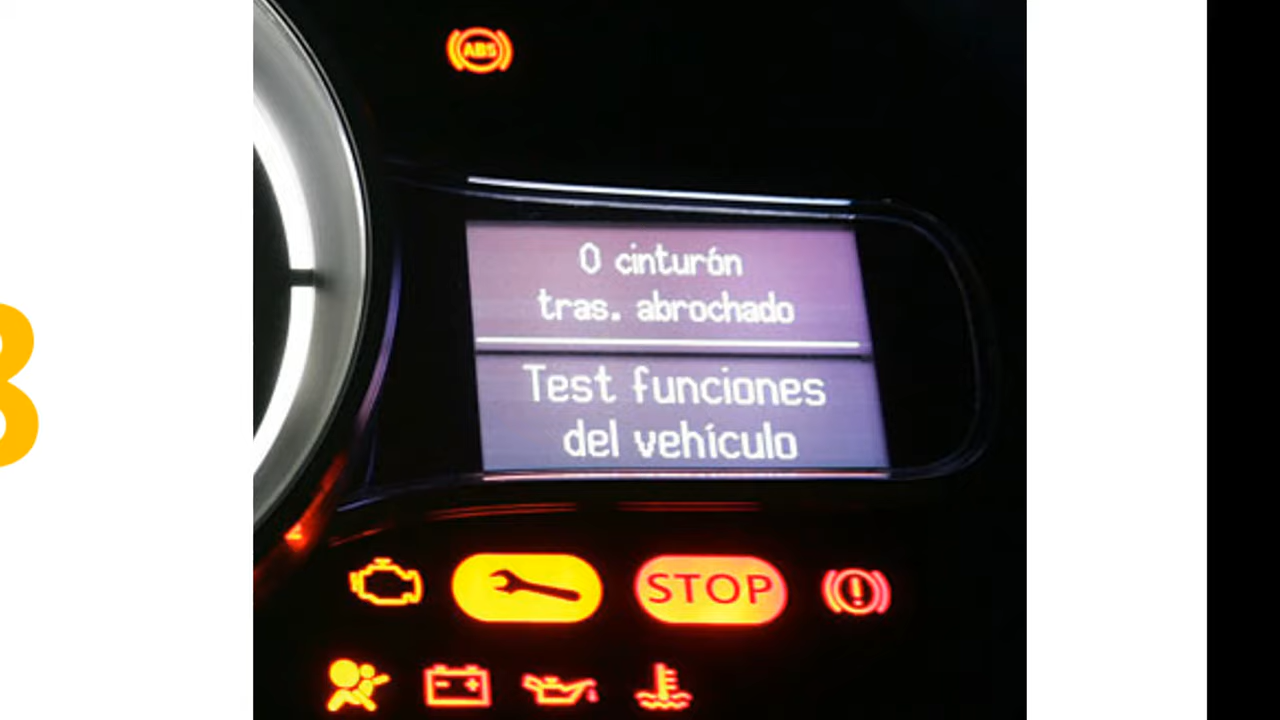 ABS
0 cinturón
tras. abrochado
Test funciones
del vehículo
STOP